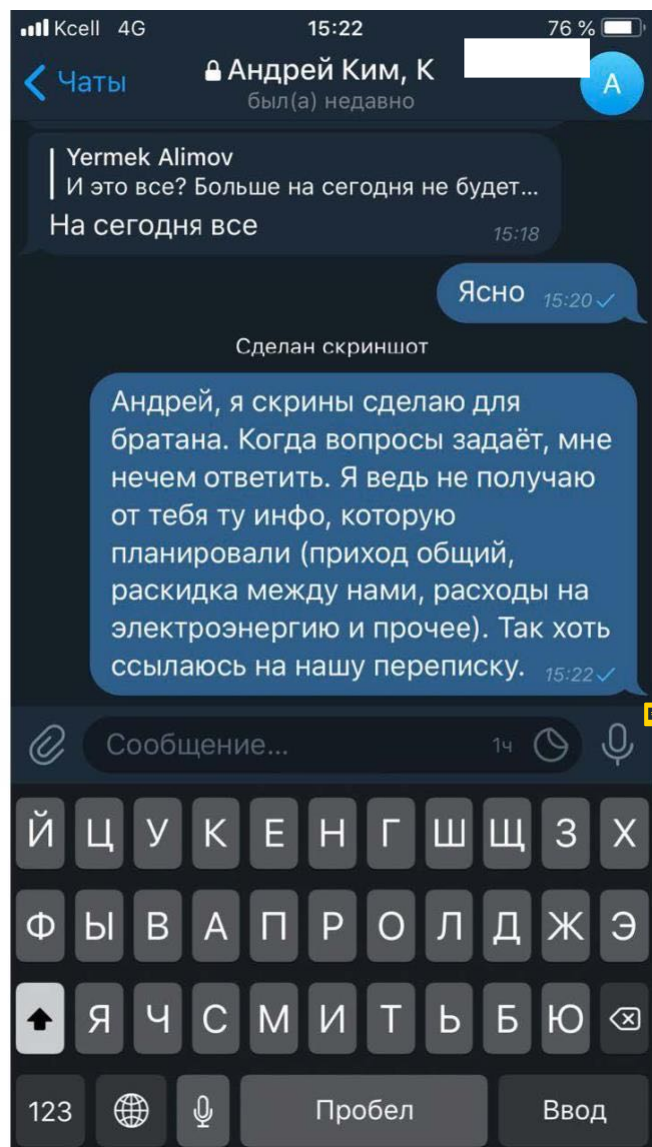 Kcell 4G 15:22 76 %
Чаты Андрей Ким, К А
был(а) недавно
Yermek Alimov
И это все? Больше на сегодня не будет...
На сегодня все 15:18
Ясно 15:20
Сделан скриншот
Андрей, я скрины сделаю для
братана. Когда вопросы задаёт, мне
нечем ответить. Я ведь не получаю
от тебя ту инфо, которую
планировали (приход общий,
раскидка между нами, расходы на
электроэнергию и прочее). Так хоть
ссылаюсь на нашу переписку. 15:22
Сообщение... 1ч
Й Ц У К Е Н Г Ш Щ З Х
Ф Ы В А П Р О Л Д Ж Э
Я Ч С М И Т Ь Б Ю
123 Пробел Ввод